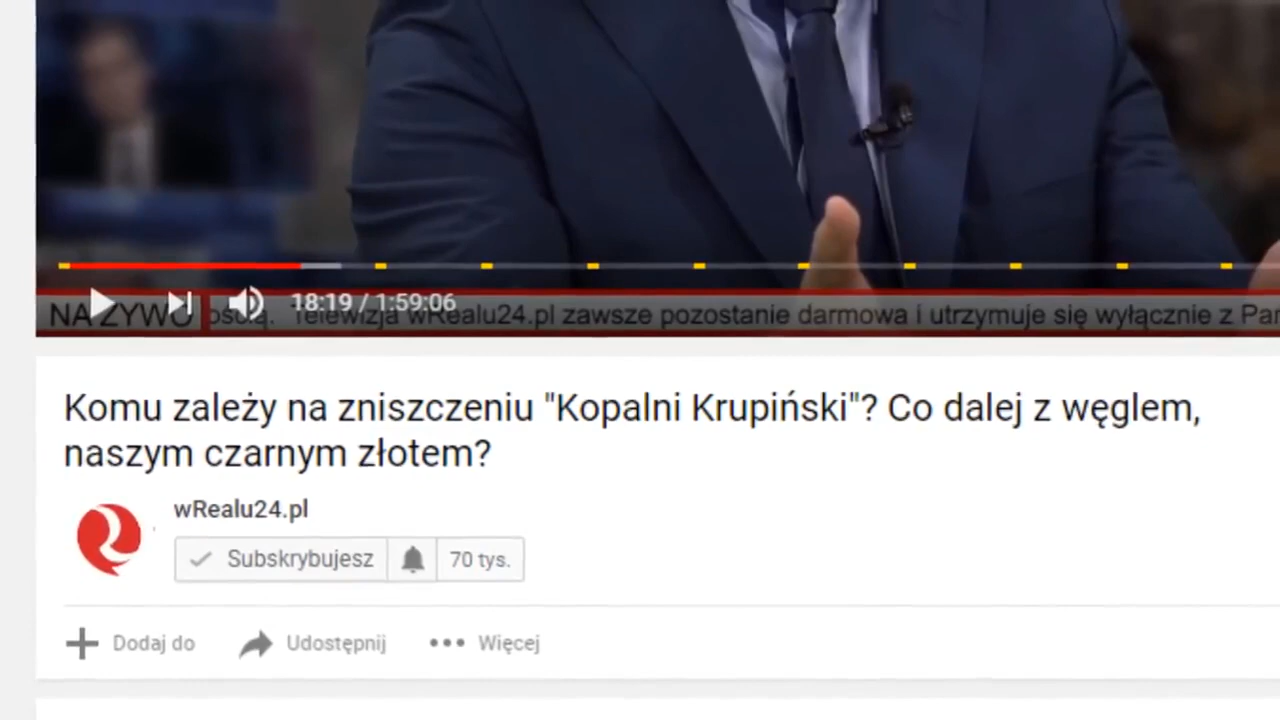 18:19 / 1:59:06
NA ŻYWO
Telewizja wRealu24.pl zawsze pozostanie darmowa i utrzymuje się wyłącznie z
Komu zależy na zniszczeniu "Kopalni Krupiński"? Co dalej z węglem,
naszym czarnym złotem?
wRealu24.pl
Subskrybujesz 70 tys.
Dodaj do Udostępnij Więcej